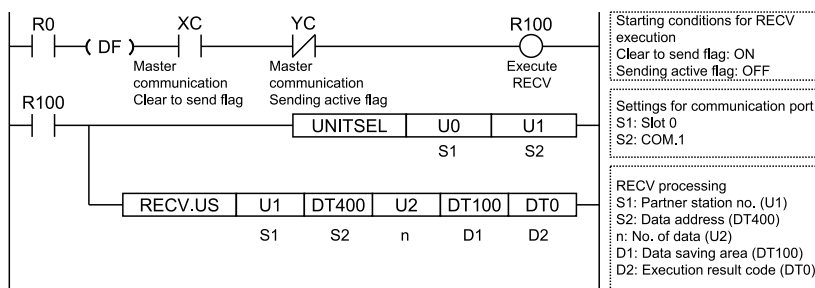 R0 XC YC R100
( DF )
Master communication Clear to send flag
Master communication Sending active flag
Execute RECV
Starting conditions for RECV
execution
Clear to send flag: ON
Sending active flag: OFF
R100
UNITSEL U0 U1
S1 S2
Settings for communication port
S1: Slot 0
S2: COM.1
RECV.US U1 DT400 U2 DT100 DT0
S1 S2 n D1 D2
RECV processing
S1: Partner station no. (U1)
S2: Data address (DT400)
n: No. of data (U2)
D1: Data saving area (DT100)
D2: Execution result code (DT0)